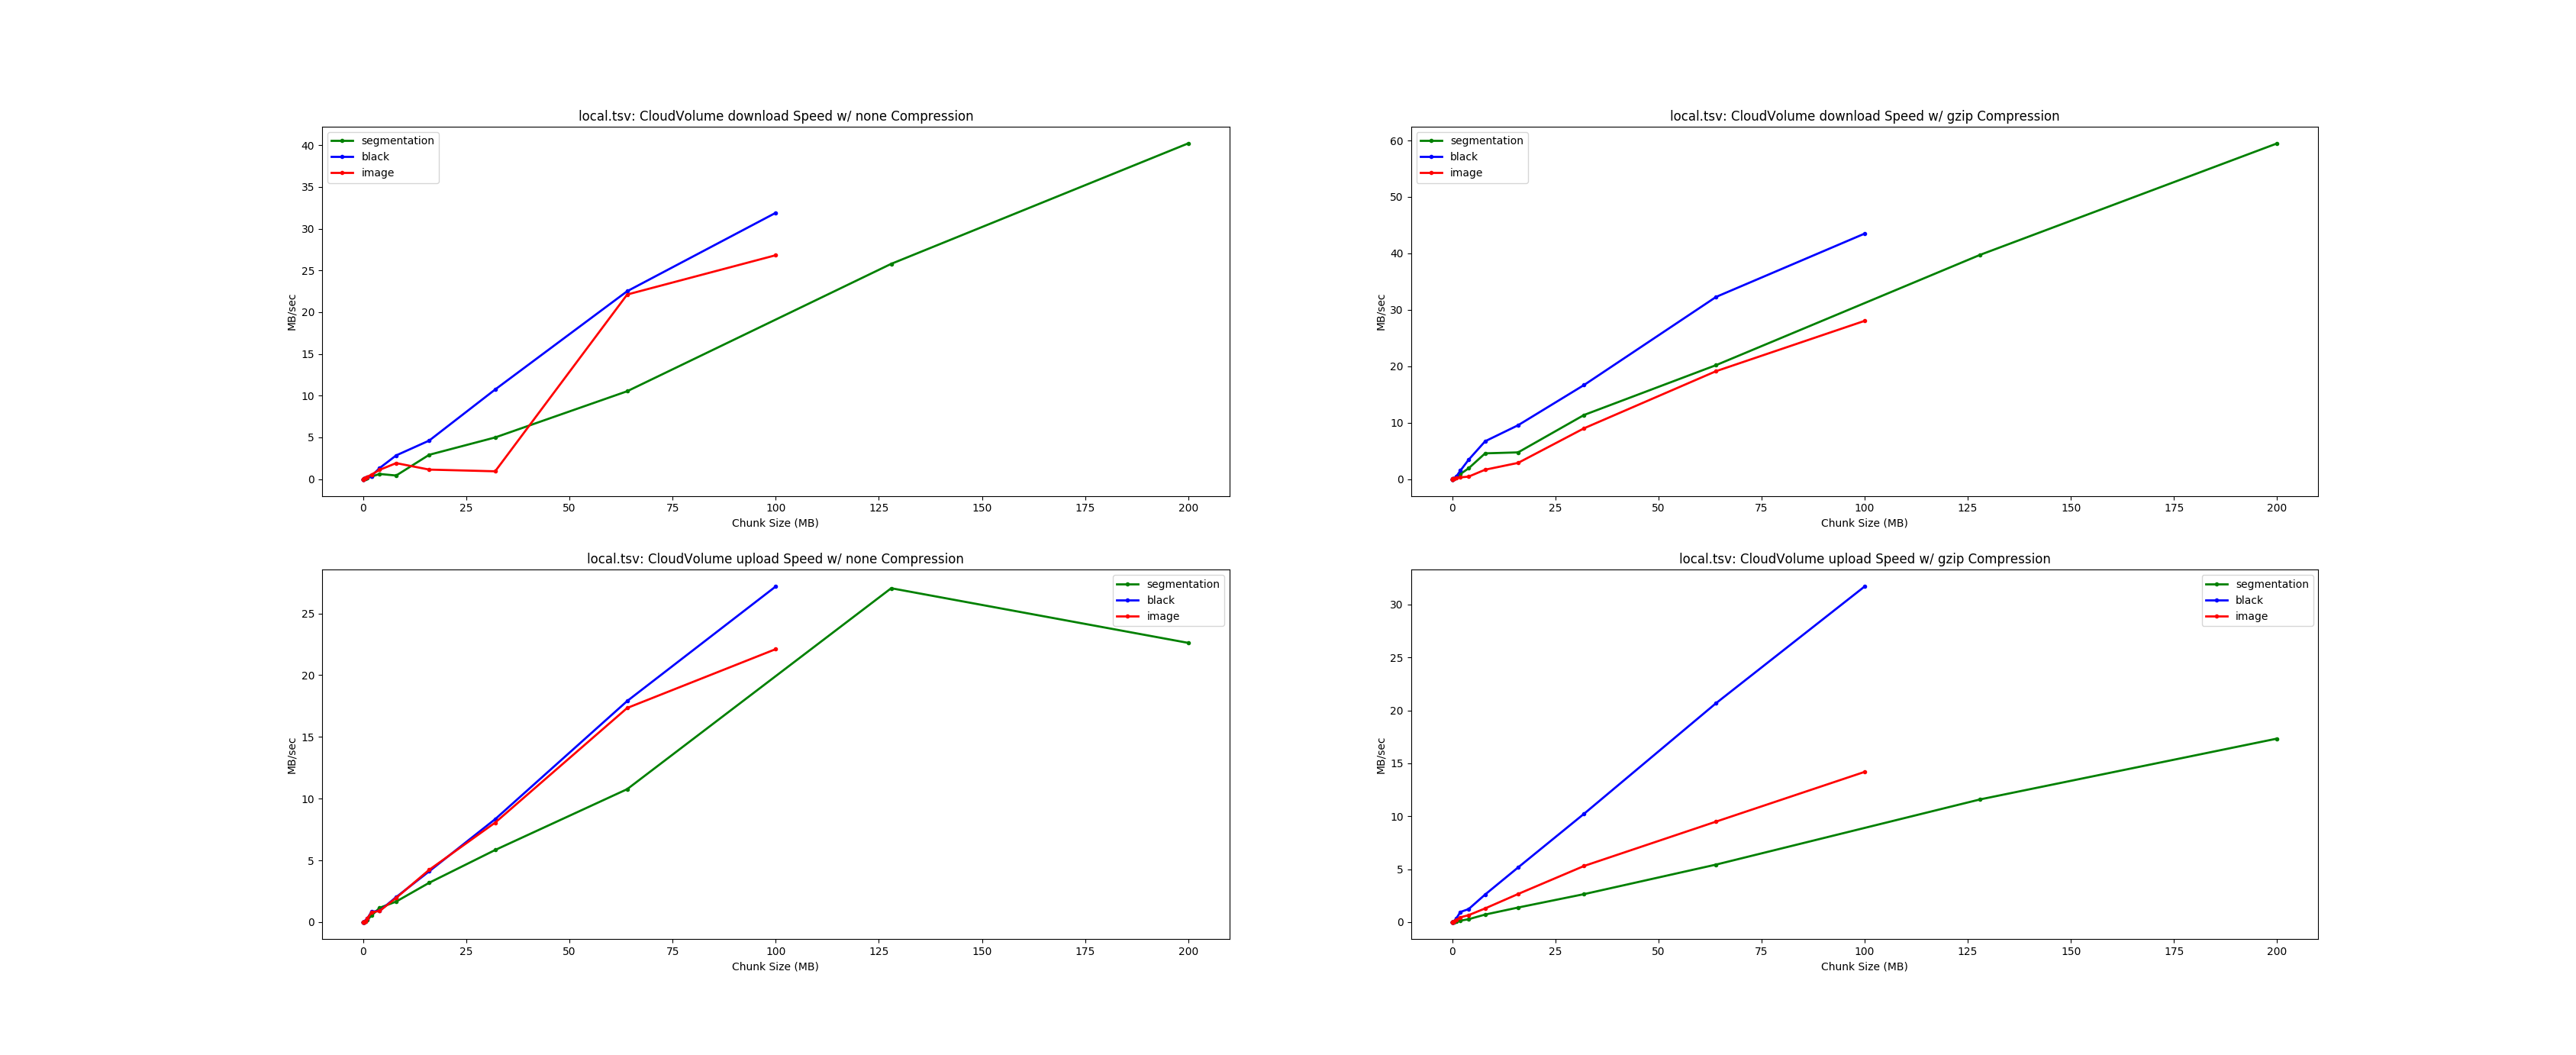 local.tsv: CloudVolume download Speed w/ none Compression
segmentation
black
image
40
35
30
25
20
15
10
5
0
MB/sec
0 25 50 75 100 125 150 175 200
Chunk Size (MB)
local.tsv: CloudVolume download Speed w/ gzip Compression
segmentation
black
image
60
50
40
30
20
10
0
MB/sec
0 25 50 75 100 125 150 175 200
Chunk Size (MB)
local.tsv: CloudVolume upload Speed w/ none Compression
segmentation
black
image
25
20
15
10
5
0
MB/sec
0 25 50 75 100 125 150 175 200
Chunk Size (MB)
local.tsv: CloudVolume upload Speed w/ gzip Compression
segmentation
black
image
30
25
20
15
10
5
0
MB/sec
0 25 50 75 100 125 150 175 200
Chunk Size (MB)